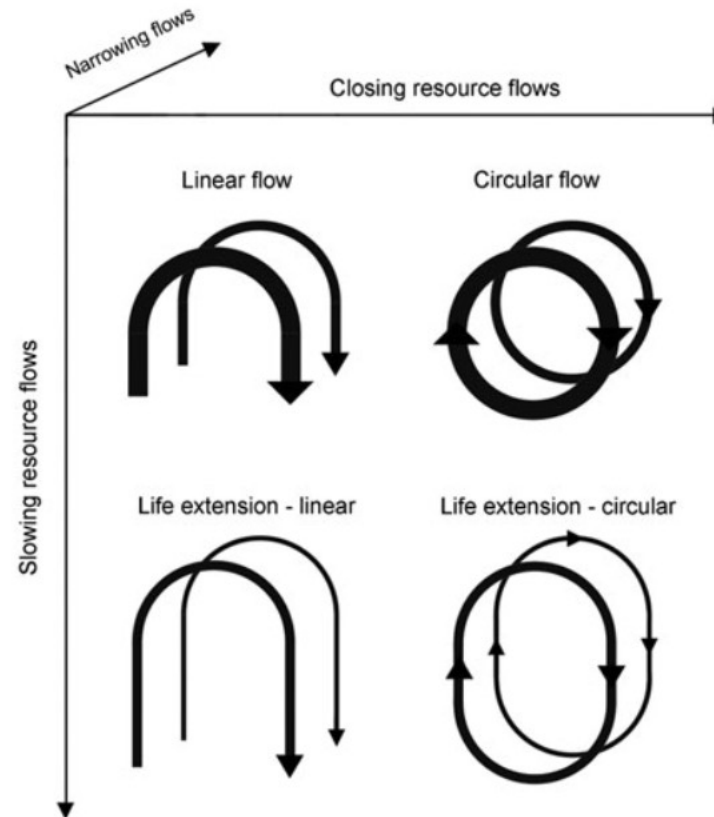 Narrowing flows
Closing resource flows
Linear flow
Circular flow
Slowing resource flows
Life extension - linear
Life extension - circular